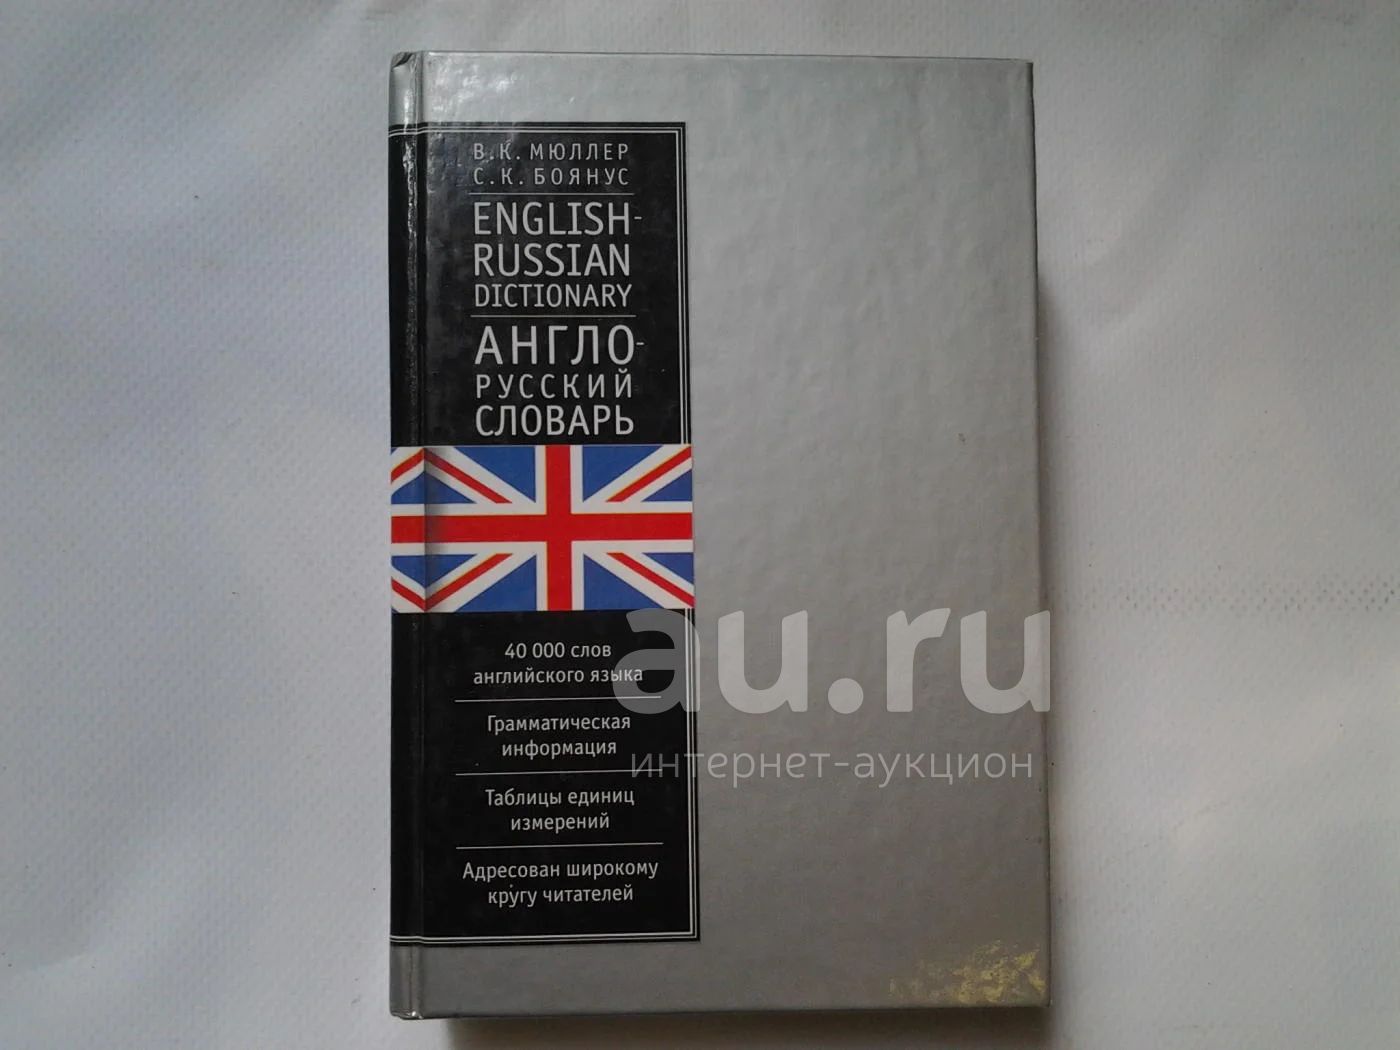 В.К. МЮЛЛЕР
С.К. БОЯНУС
ENGLISH-
RUSSIAN
DICTIONARY
АНГЛО-
РУССКИЙ
СЛОВАРЬ
40 000 слов
английского языка
Грамматическая
информация
Таблицы единиц
измерений
Адресован широкому
кругу читателей
au.ru
интернет-аукцион